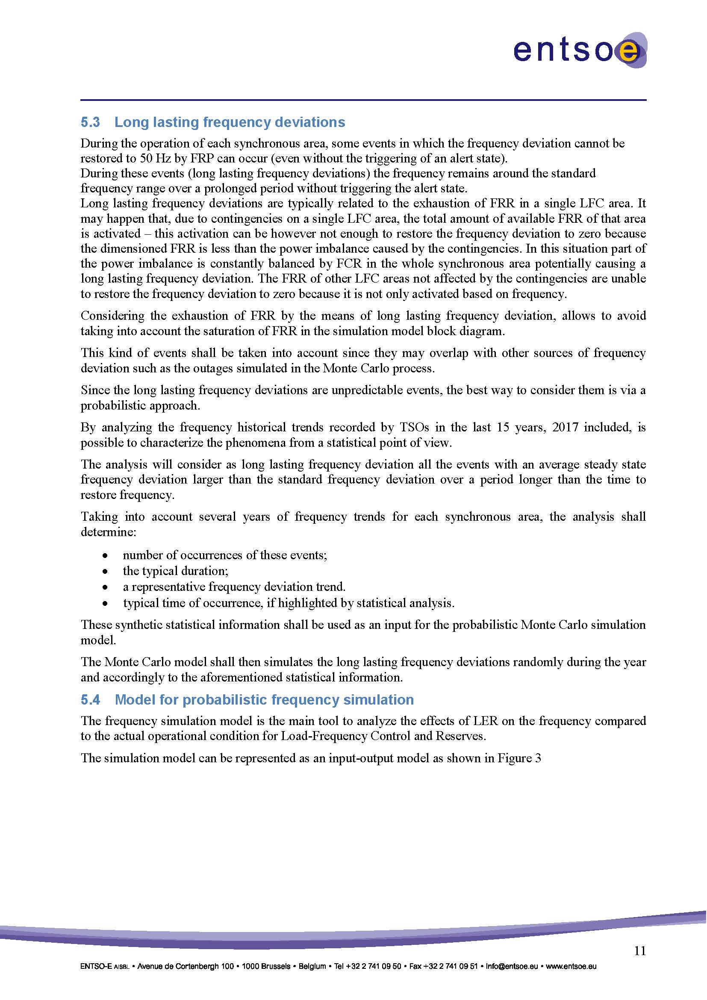 entsoe
5.3 Long lasting frequency deviations
During the operation of each synchronous area, some events in which the frequency deviation cannot be
restored to 50 Hz by FRP can occur (even without the triggering of an alert state).
During these events (long lasting frequency deviations) the frequency remains around the standard
frequency range over a prolonged period without triggering the alert state.
Long lasting frequency deviations are typically related to the exhaustion of FRR in a single LFC area. It
may happen that, due to contingencies on a single LFC area, the total amount of available FRR of that area
is activated – this activation can be however not enough to restore the frequency deviation to zero because
the dimensioned FRR is less than the power imbalance caused by the contingencies. In this situation part of
the power imbalance is constantly balanced by FCR in the whole synchronous area potentially causing a
long lasting frequency deviation. The FRR of other LFC areas not affected by the contingencies are unable
to restore the frequency deviation to zero because it is not only activated based on frequency.
Considering the exhaustion of FRR by the means of long lasting frequency deviation, allows to avoid
taking into account the saturation of FRR in the simulation model block diagram.
This kind of events shall be taken into account since they may overlap with other sources of frequency
deviation such as the outages simulated in the Monte Carlo process.
Since the long lasting frequency deviations are unpredictable events, the best way to consider them is via a
probabilistic approach.
By analyzing the frequency historical trends recorded by TSOs in the last 15 years, 2017 included, is
possible to characterize the phenomena from a statistical point of view.
The analysis will consider as long lasting frequency deviation all the events with an average steady state
frequency deviation larger than the standard frequency deviation over a period longer than the time to
restore frequency.
Taking into account several years of frequency trends for each synchronous area, the analysis shall
determine:
• number of occurrences of these events;
• the typical duration;
• a representative frequency deviation trend.
• typical time of occurrence, if highlighted by statistical analysis.
These synthetic statistical information shall be used as an input for the probabilistic Monte Carlo simulation
model.
The Monte Carlo model shall then simulates the long lasting frequency deviations randomly during the year
and accordingly to the aforementioned statistical information.
5.4 Model for probabilistic frequency simulation
The frequency simulation model is the main tool to analyze the effects of LER on the frequency compared
to the actual operational condition for Load-Frequency Control and Reserves.
The simulation model can be represented as an input-output model as shown in Figure 3
11
ENTSO-E AISBL • Avenue de Cortenbergh 100 • 1000 Brussels • Belgium • Tel +32 2 741 09 50 • Fax +32 2 741 09 51 • info@entsoe.eu • www.entsoe.eu